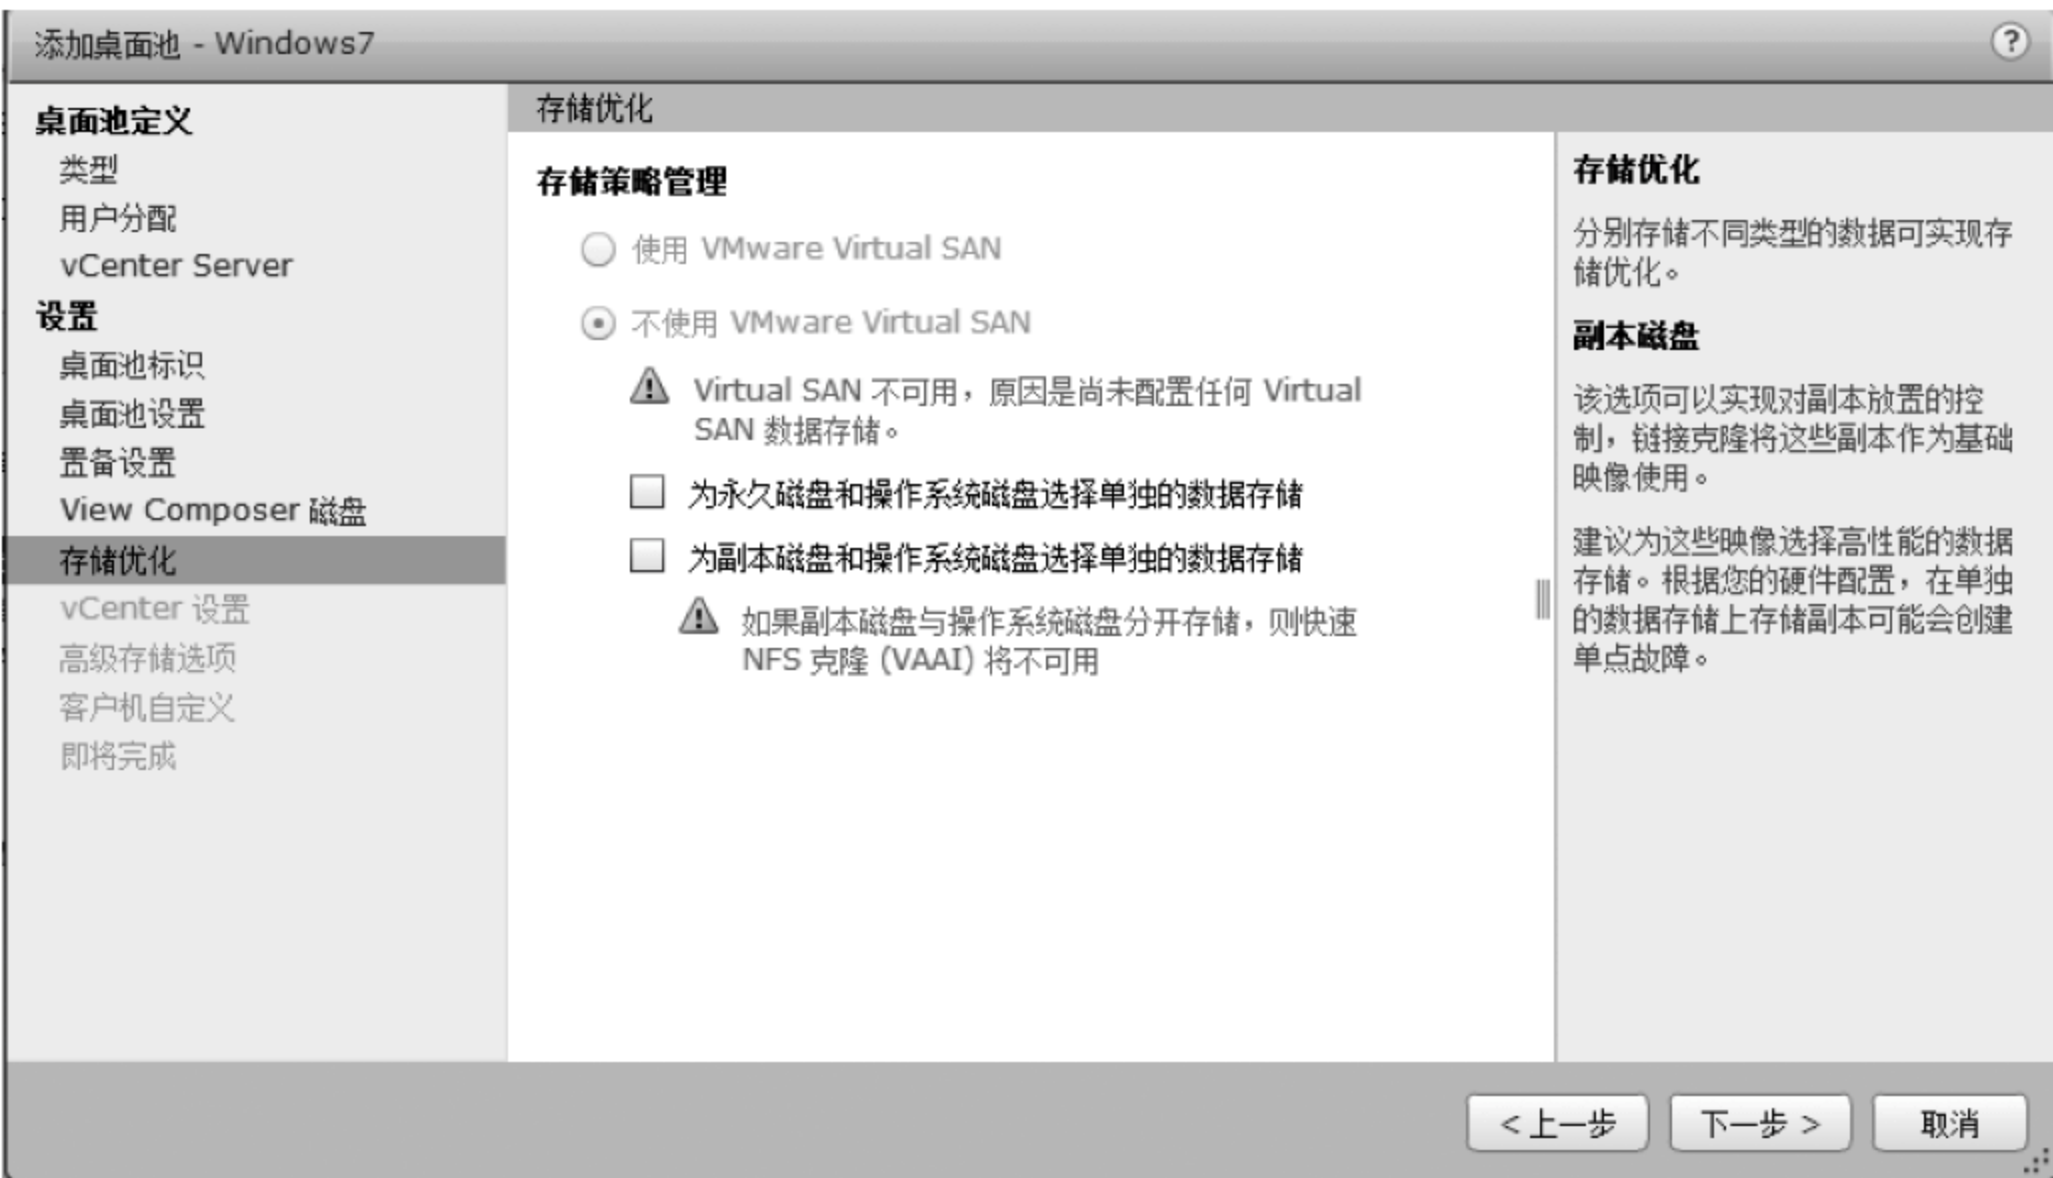 添加桌面池 - Windows7
?
桌面池定义
类型
用户分配
vCenter Server
设置
桌面池标识
桌面池设置
置备设置
View Composer 磁盘
存储优化
vCenter 设置
高级存储选项
客户机自定义
即将完成
存储优化
存储策略管理
使用 VMware Virtual SAN
不使用 VMware Virtual SAN
Virtual SAN 不可用，原因是尚未配置任何 Virtual
SAN 数据存储。
为永久磁盘和操作系统磁盘选择单独的数据存储
为副本磁盘和操作系统磁盘选择单独的数据存储
如果副本磁盘与操作系统磁盘分开存储，则快速
NFS 克隆 (VAAI) 将不可用
存储优化
分别存储不同类型的数据可实现存
储优化。
副本磁盘
该选项可以实现对副本放置的控
制，链接克隆将这些副本作为基础
映像使用。
建议为这些映像选择高性能的数据
存储。根据您的硬件配置，在单独
的数据存储上存储副本可能会创建
单点故障。
< 上一步
下一步 >
取消